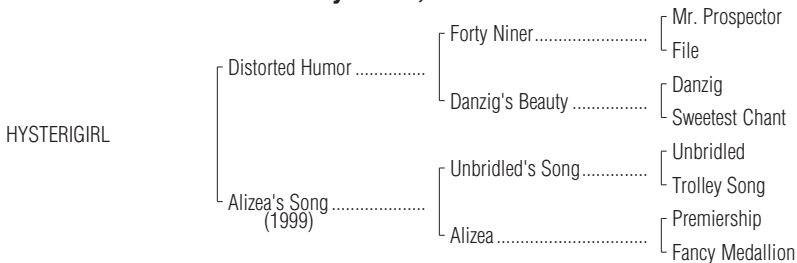 Mr. Prospector
Forty Niner........................
File
Distorted Humor ...............
Danzig
Danzig's Beauty ................
Sweetest Chant
HYSTERIGIRL
Unbridled
Unbridled's Song..............
Trolley Song
Alizea's Song ....................
(1999)
Premiership
Alizea................................
Fancy Medallion